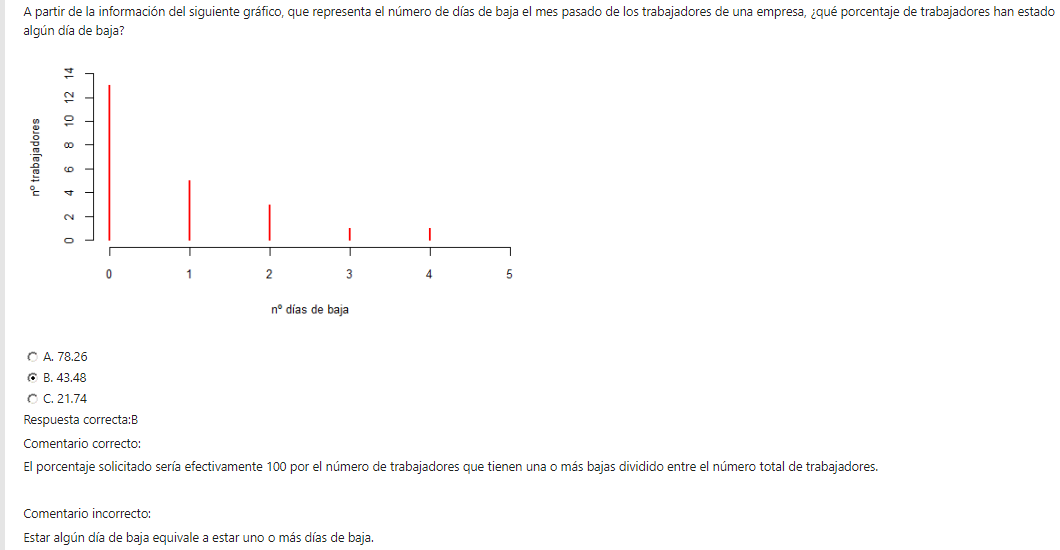 A partir de la información del siguiente gráfico, que representa el número de días de baja el mes pasado de los trabajadores de una empresa, ¿qué porcentaje de trabajadores han estado
algún día de baja?
nº trabajadores
14
12
10
8
6
4
2
0
0 1 2 3 4 5
nº días de baja
A. 78.26
B. 43.48
C. 21.74
Respuesta correcta:B
Comentario correcto:
El porcentaje solicitado sería efectivamente 100 por el número de trabajadores que tienen una o más bajas dividido entre el número total de trabajadores.
Comentario incorrecto:
Estar algún día de baja equivale a estar uno o más días de baja.